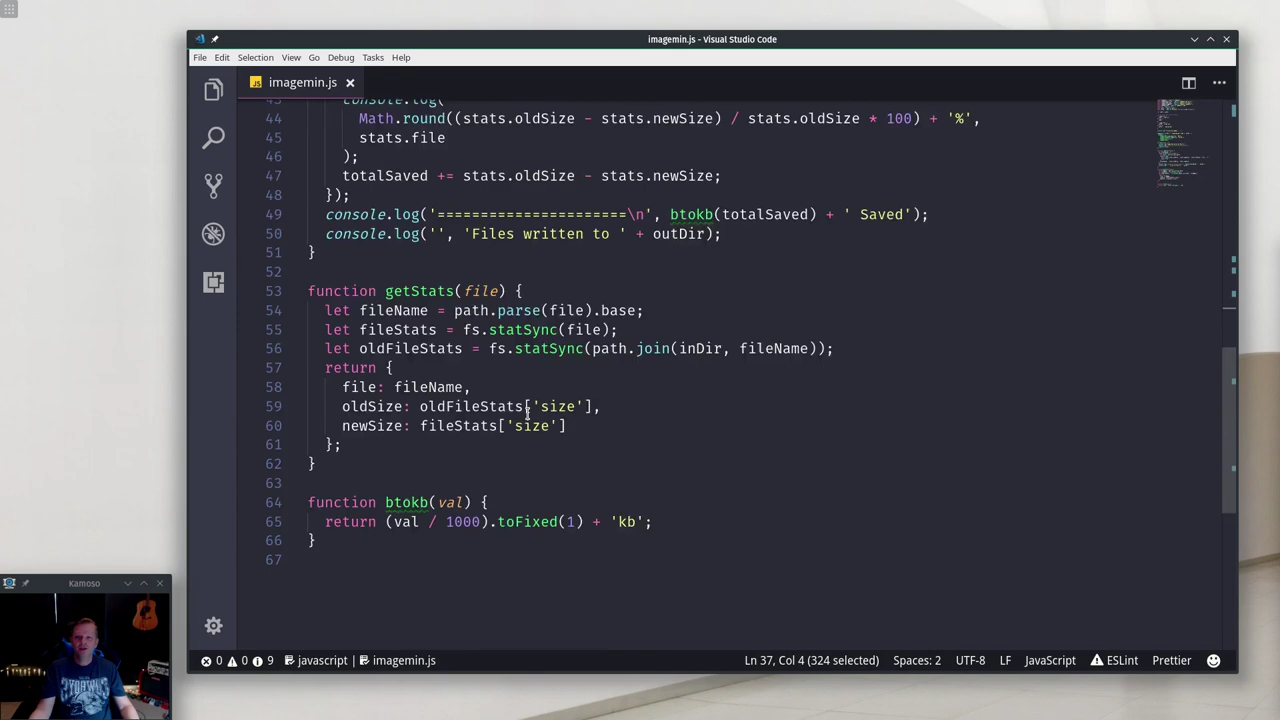 imagemin.js - Visual Studio Code
File Edit Selection View Go Debug Tasks Help
JS imagemin.js
43 console.log(
44 Math.round((stats.oldSize - stats.newSize) / stats.oldSize * 100) + '%',
45 stats.file
46 );
47 totalSaved += stats.oldSize - stats.newSize;
48 });
49 console.log('======================\n', btokb(totalSaved) + ' Saved');
50 console.log('', 'Files written to ' + outDir);
51 }
52
53 function getStats(file) {
54 let fileName = path.parse(file).base;
55 let fileStats = fs.statSync(file);
56 let oldFileStats = fs.statSync(path.join(inDir, fileName));
57 return {
58 file: fileName,
59 oldSize: oldFileStats['size'],
60 newSize: fileStats['size']
61 };
62 }
63
64 function btokb(val) {
65 return (val / 1000).toFixed(1) + 'kb';
66 }
67
Kamoso
0 0 9 javascript imagemin.js Ln 37, Col 4 (324 selected) Spaces: 2 UTF-8 LF JavaScript ESLint Prettier